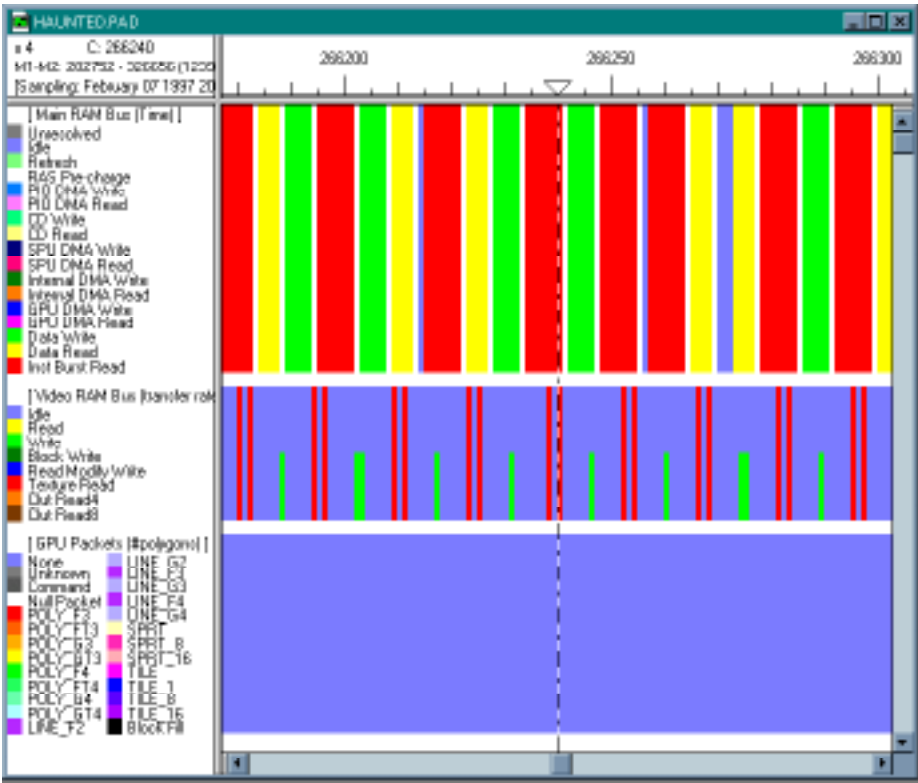 HAUNTED.PAD
x 4 C: 266240
M1-M2: 202752 - 328656 (1259
[Sampling: February 07 1997 20
266200 266250 266300
[ Main RAM Bus (Time) ]
Unresolved
Idle
Refresh
RAS Pre-charge
PIO DMA Write
PIO DMA Read
CD Write
CD Read
SPU DMA Write
SPU DMA Read
Internal DMA Write
Internal DMA Read
GPU DMA Write
GPU DMA Read
Data Write
Data Read
Inst Burst Read
[ Video RAM Bus (transfer rate
Idle
Read
Write
Block Write
Read Modify Write
Texture Read
Clut Read4
Clut Read8
[ GPU Packets (#polygons) ]
None LINE_G2
Unknown LINE_F3
Command LINE_G3
Null Packet LINE_F4
POLY_F3 LINE_G4
POLY_FT3 SPRT
POLY_G3 SPRT_8
POLY_GT3 SPRT_16
POLY_F4 TILE
POLY_FT4 TILE_1
POLY_G4 TILE_8
POLY_GT4 TILE_16
LINE_F2 Block Fill